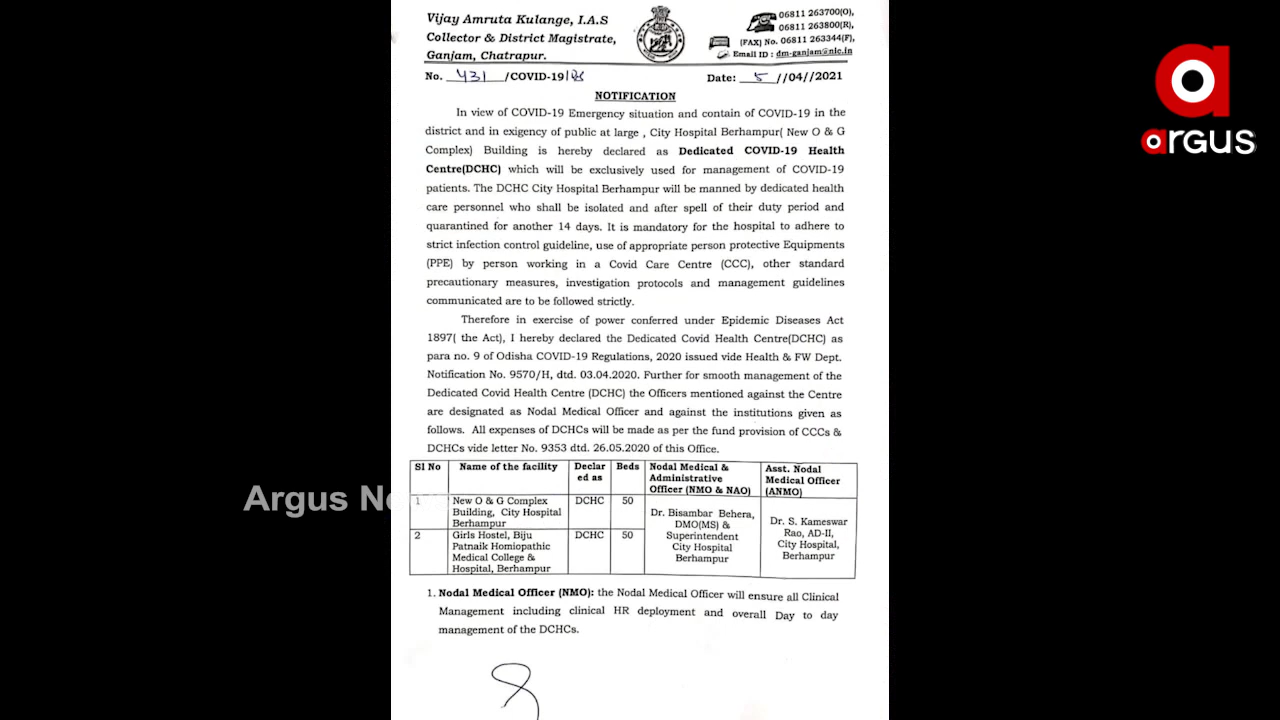 Vijay Amruta Kulange, I.A.S
Collector & District Magistrate,
Ganjam, Chatrapur.
06811 263700(O),
06811 263800(R),
(FAX) No. 06811 263344(F),
Email ID : dm-ganjam@nic.in
No. 431 /COVID-19
Date: 5 //04//2021
NOTIFICATION
In view of COVID-19 Emergency situation and contain of COVID-19 in the
district and in exigency of public at large , City Hospital Berhampur( New O & G
Complex) Building is hereby declared as Dedicated COVID-19 Health
Centre(DCHC) which will be exclusively used for management of COVID-19
patients. The DCHC City Hospital Berhampur will be manned by dedicated health
care personnel who shall be isolated and after spell of their duty period and
quarantined for another 14 days. It is mandatory for the hospital to adhere to
strict infection control guideline, use of appropriate person protective Equipments
(PPE) by person working in a Covid Care Centre (CCC), other standard
precautionary measures, investigation protocols and management guidelines
communicated are to be followed strictly.
Therefore in exercise of power conferred under Epidemic Diseases Act
1897( the Act), I hereby declared the Dedicated Covid Health Centre(DCHC) as
para no. 9 of Odisha COVID-19 Regulations, 2020 issued vide Health & FW Dept.
Notification No. 9570/H, dtd. 03.04.2020. Further for smooth management of the
Dedicated Covid Health Centre (DCHC) the Officers mentioned against the Centre
are designated as Nodal Medical Officer and against the institutions given as
follows. All expenses of DCHCs will be made as per the fund provision of CCCs &
DCHCs vide letter No. 9353 dtd. 26.05.2020 of this Office.
Sl No
Name of the facility
Declar
ed as
Beds
Nodal Medical &
Administrative
Officer (NMO & NAO)
Asst. Nodal
Medical Officer
(ANMO)
1
New O & G Complex
Building, City Hospital
Berhampur
DCHC
50
Dr. Bisambar Behera,
DMO(MS) &
Superintendent
City Hospital
Berhampur
Dr. S. Kameswar
Rao, AD-II,
City Hospital,
Berhampur
2
Girls Hostel, Biju
Patnaik Homiopathic
Medical College &
Hospital, Berhampur
DCHC
50
1. Nodal Medical Officer (NMO): the Nodal Medical Officer will ensure all Clinical
Management including clinical HR deployment and overall Day to day
management of the DCHCs.
argus
Argus